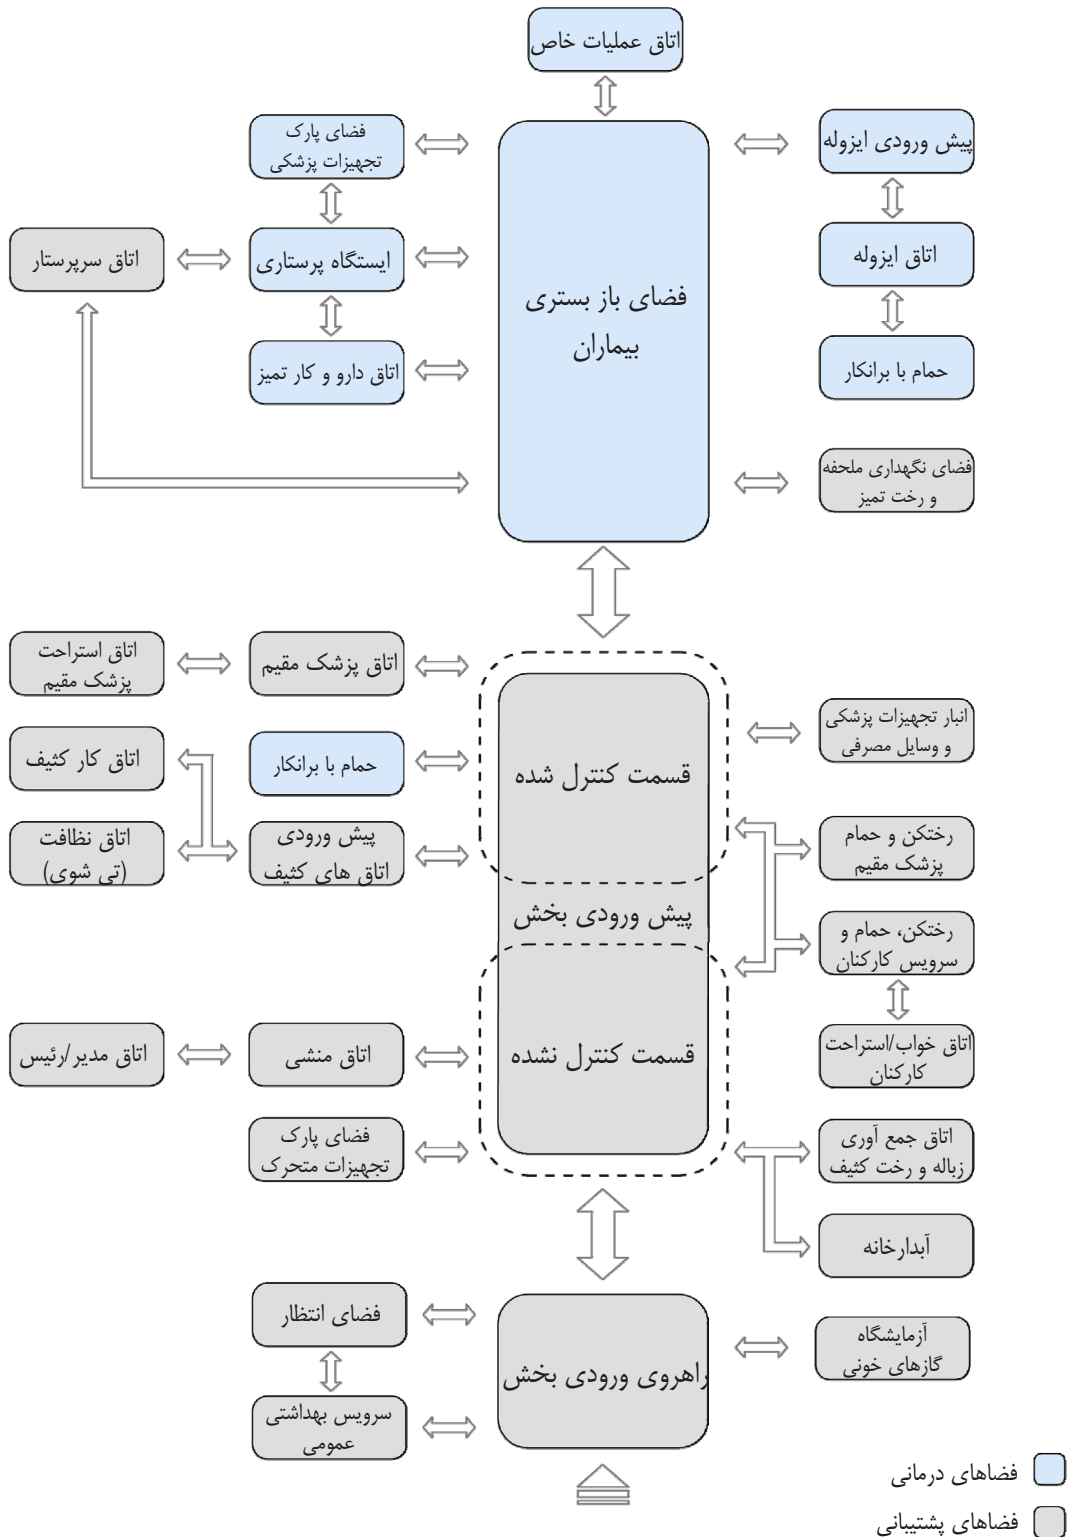 اتاق عملیات خاص
فضای پارک
تجهیزات پزشکی
پیش ورودی ایزوله
اتاق سرپرستار
ایستگاه پرستاری
فضای باز بستری
بیماران
اتاق ایزوله
اتاق دارو و کار تمیز
حمام با برانکار
فضای نگهداری ملحفه
و رخت تمیز
اتاق استراحت
پزشک مقیم
اتاق پزشک مقیم
انبار تجهیزات پزشکی
و وسایل مصرفی
اتاق کار کثیف
حمام با برانکار
قسمت کنترل شده
اتاق نظافت
(تی شوی)
پیش ورودی
اتاق های کثیف
رختکن و حمام
پزشک مقیم
پیش ورودی بخش
رختکن، حمام و
سرویس کارکنان
اتاق مدیر/رئیس
اتاق منشی
قسمت کنترل نشده
اتاق خواب/استراحت
کارکنان
فضای پارک
تجهیزات متحرک
اتاق جمع آوری
زباله و رخت کثیف
آبدارخانه
فضای انتظار
راهروی ورودی بخش
آزمایشگاه
گازهای خونی
سرویس بهداشتی
عمومی
فضاهای درمانی
فضاهای پشتیبانی